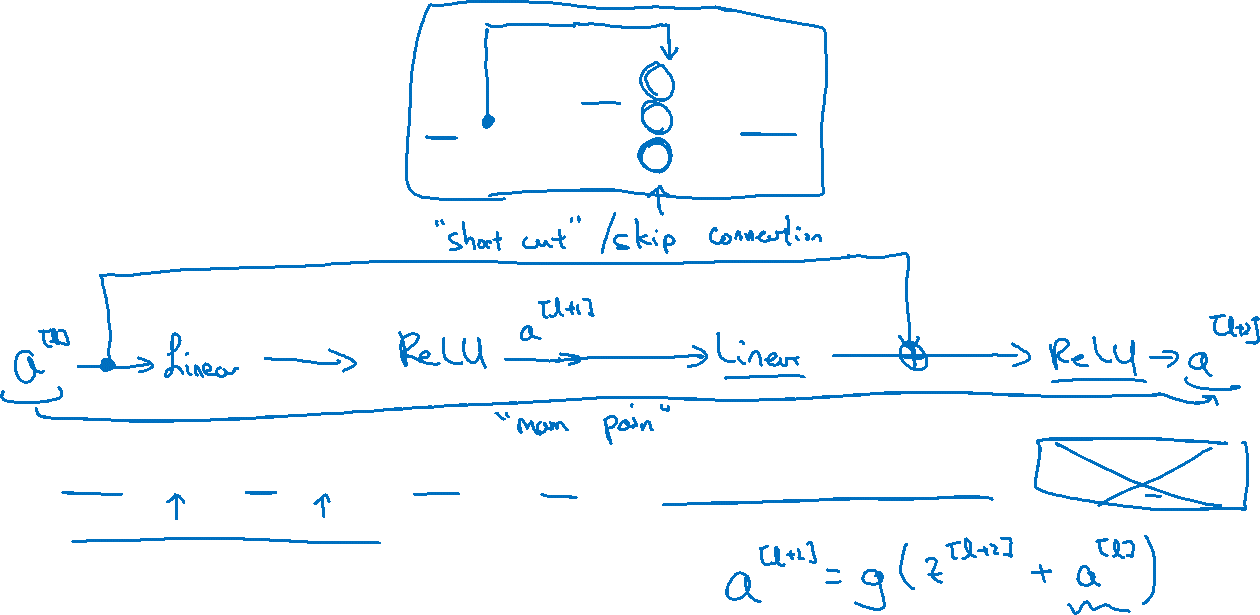 "short cut" / skip connection
a^[l] → Linear → ReLU a^[l+1] → Linear → ⊕ → ReLU → a^[l+2]
"main path"
a^[l+2] = g(z^[l+2] + a^[l])